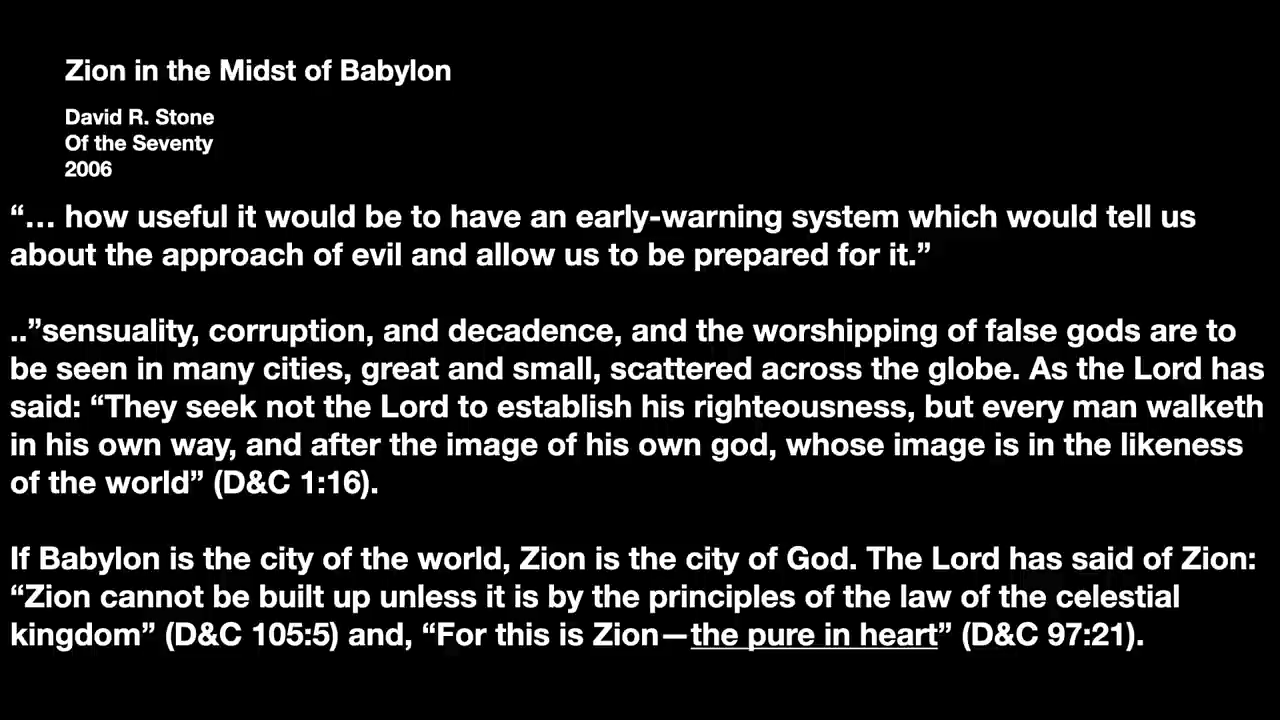 Zion in the Midst of Babylon
David R. Stone
Of the Seventy
2006
“… how useful it would be to have an early-warning system which would tell us
about the approach of evil and allow us to be prepared for it.”
..”sensuality, corruption, and decadence, and the worshipping of false gods are to
be seen in many cities, great and small, scattered across the globe. As the Lord has
said: “They seek not the Lord to establish his righteousness, but every man walketh
in his own way, and after the image of his own god, whose image is in the likeness
of the world” (D&C 1:16).
If Babylon is the city of the world, Zion is the city of God. The Lord has said of Zion:
“Zion cannot be built up unless it is by the principles of the law of the celestial
kingdom” (D&C 105:5) and, “For this is Zion—the pure in heart” (D&C 97:21).